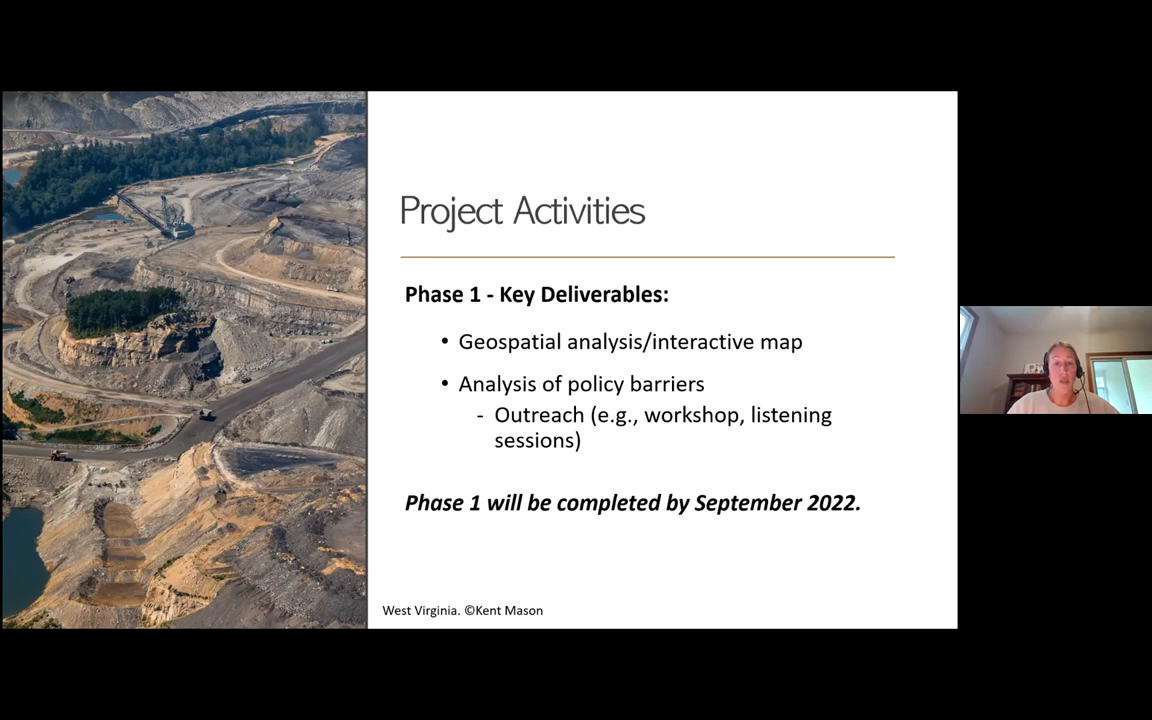 Project Activities
Phase 1 - Key Deliverables:
• Geospatial analysis/interactive map
• Analysis of policy barriers
- Outreach (e.g., workshop, listening
sessions)
Phase 1 will be completed by September 2022.
West Virginia. ©Kent Mason